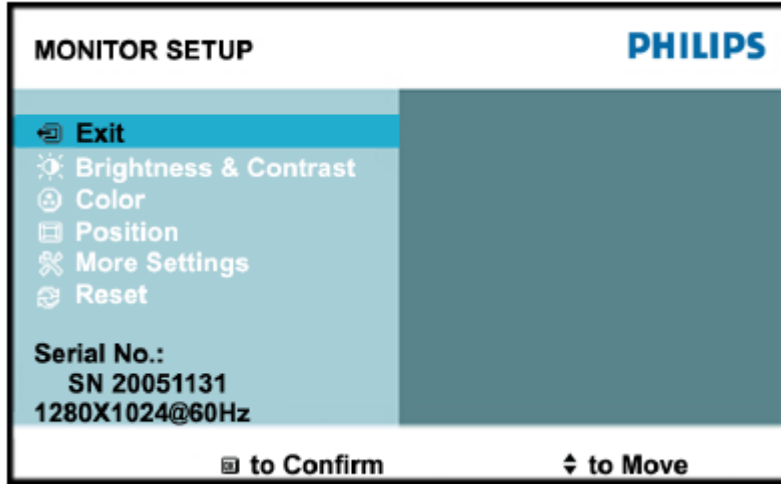 MONITOR SETUP PHILIPS
Exit
Brightness & Contrast
Color
Position
More Settings
Reset
Serial No.:
SN 20051131
1280X1024@60Hz
to Confirm to Move